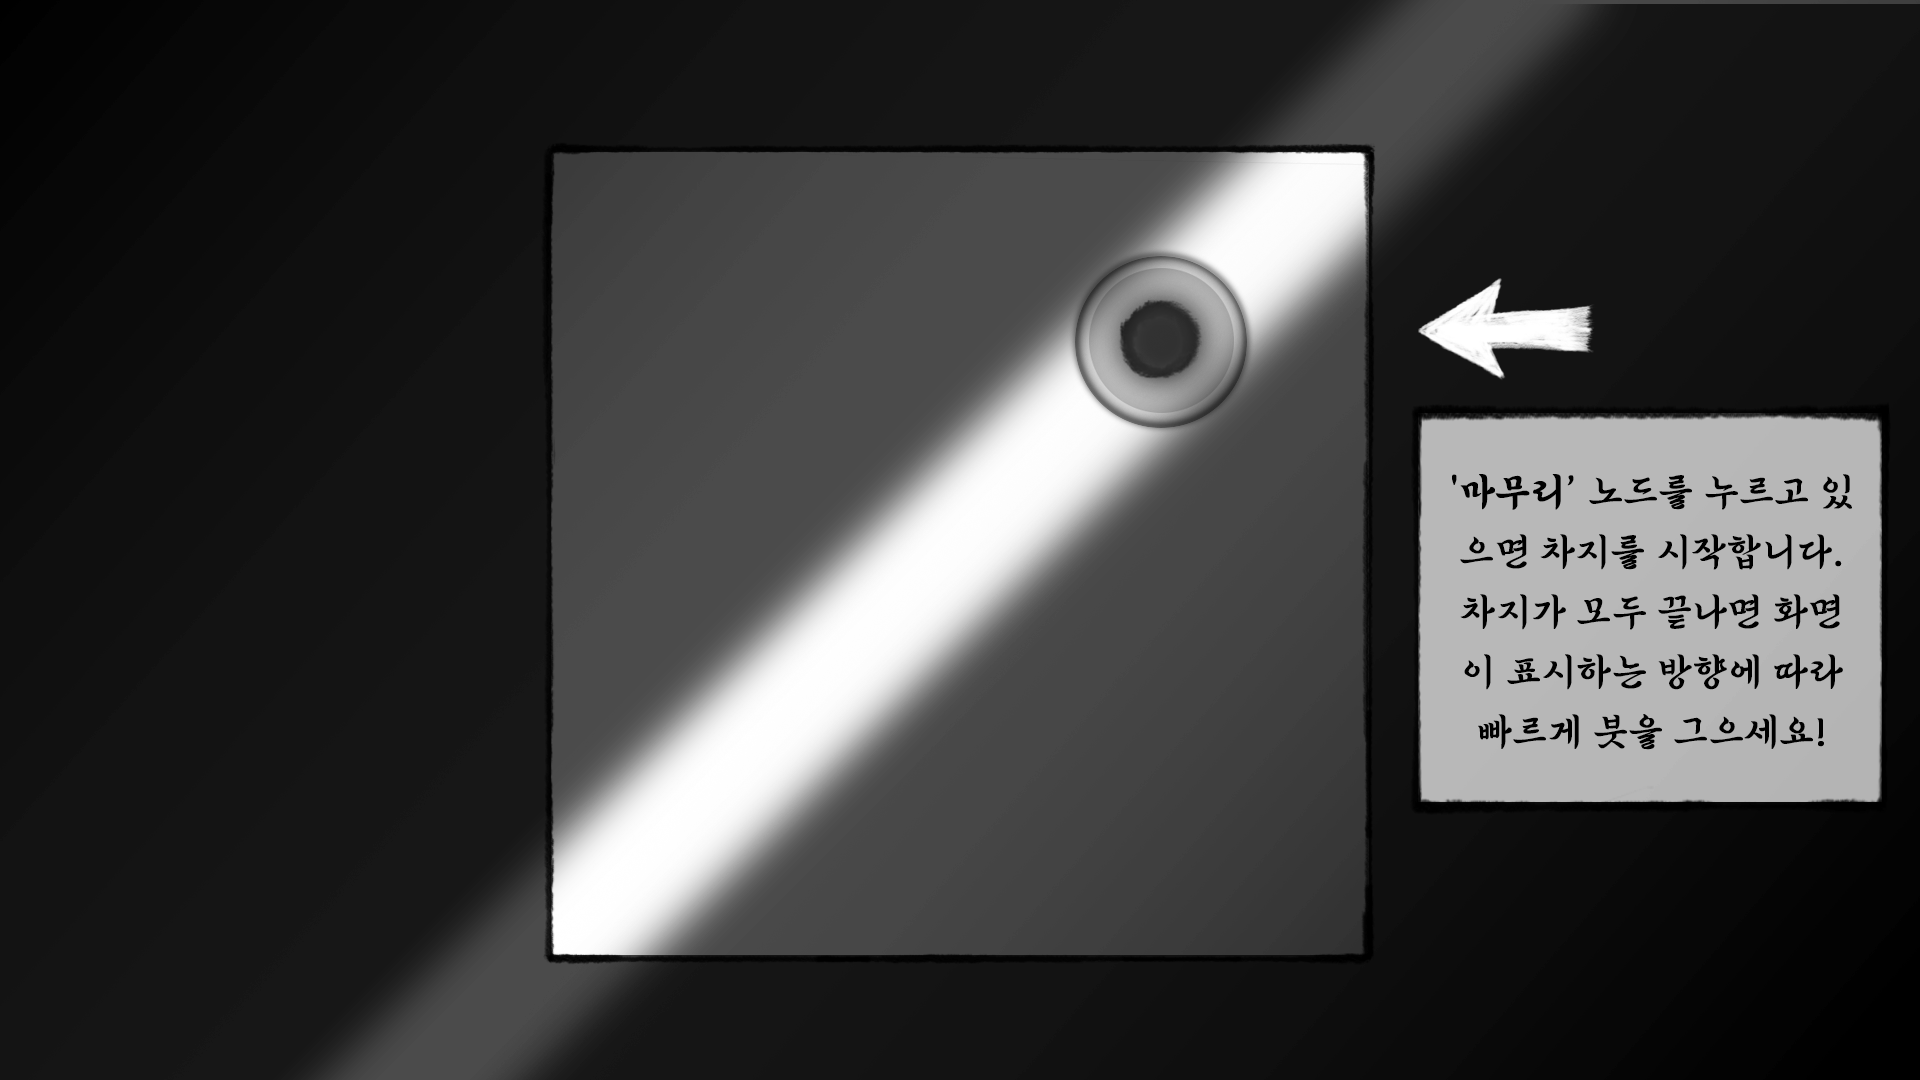 '마무리’ 노드를 누르고 있
으면 차지를 시작합니다.
차지가 모두 끝나면 화면
이 표시하는 방향에 따라
빠르게 붓을 그으세요!